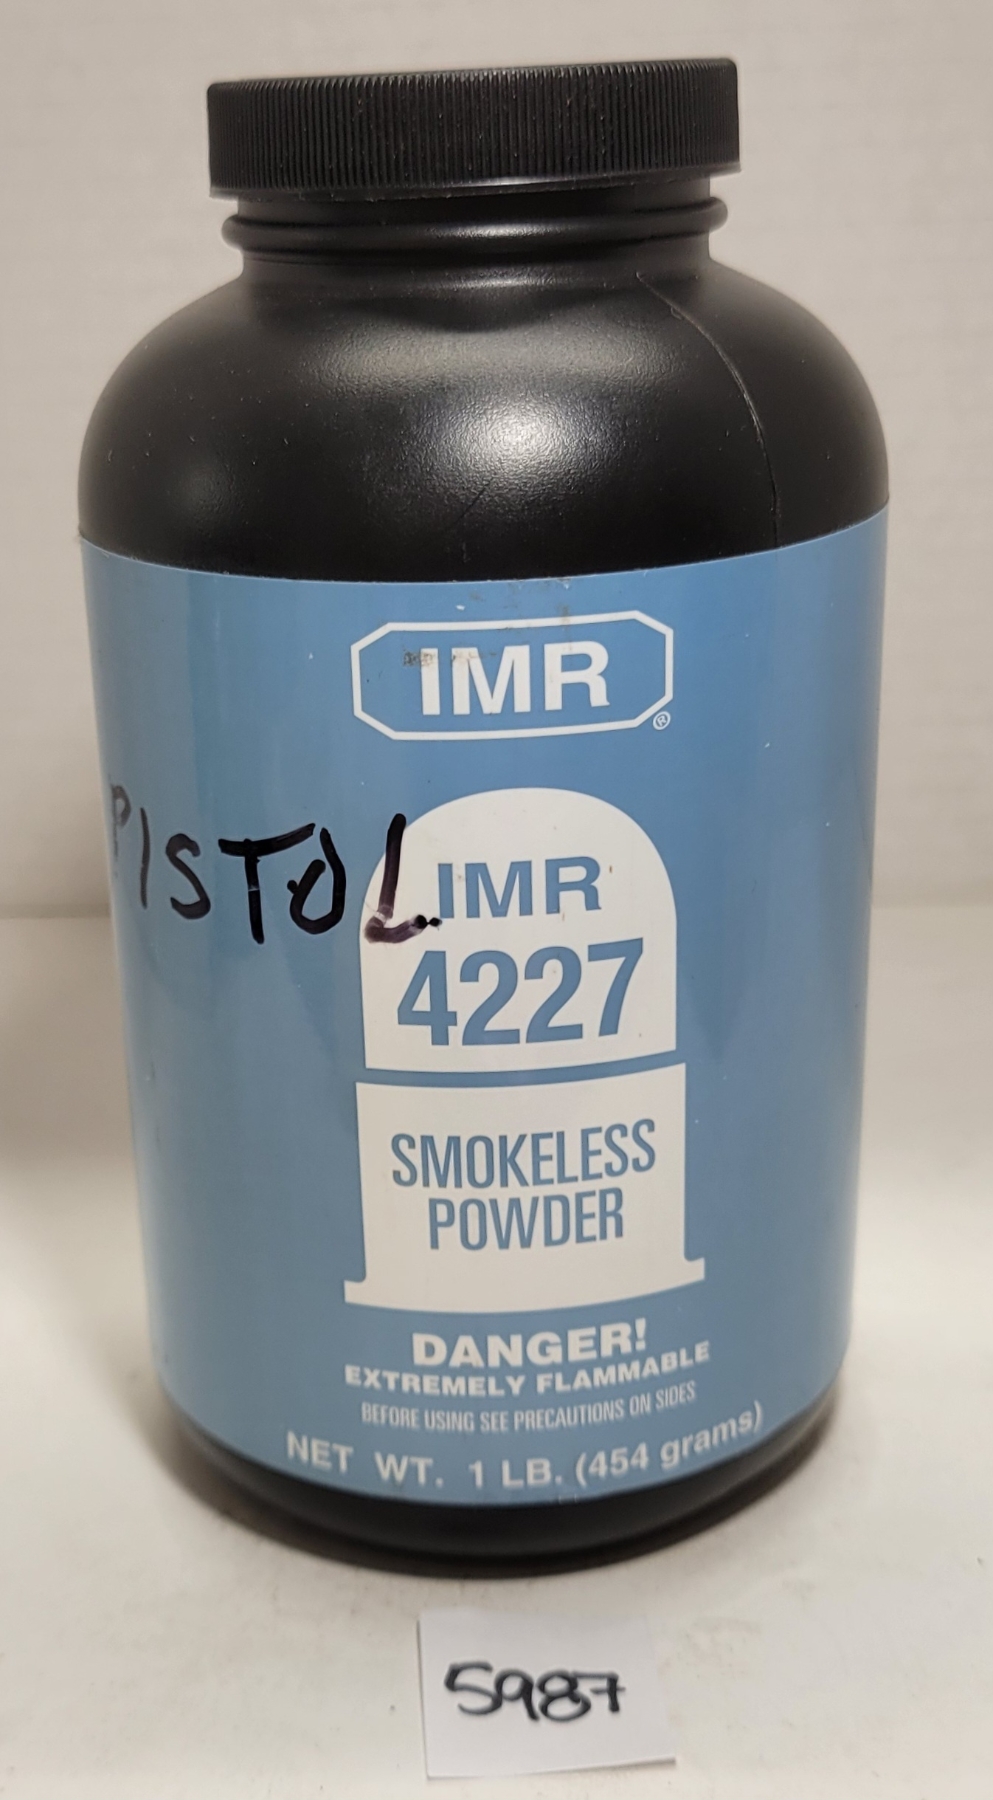 IMR
®
PISTOL
IMR
4227
SMOKELESS
POWDER
DANGER!
EXTREMELY FLAMMABLE
BEFORE USING SEE PRECAUTIONS ON SIDES
NET WT. 1 LB. (454 grams)
5987